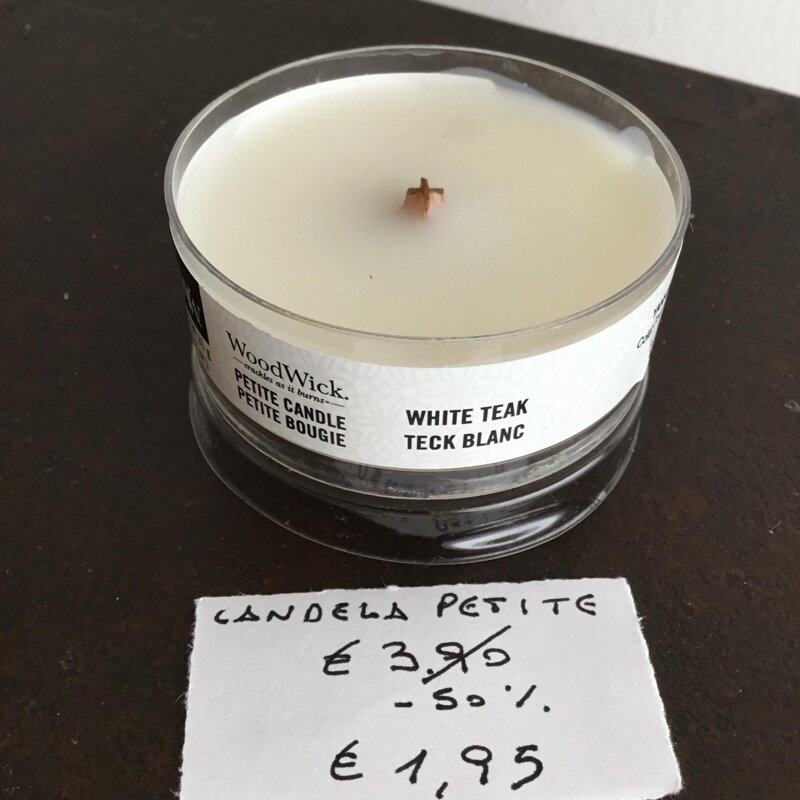 WoodWick.
crackles as it burns
PETITE CANDLE
PETITE BOUGIE
WHITE TEAK
TECK BLANC
CANDELA PETITE
€ 3.90
-50%.
€ 1,95